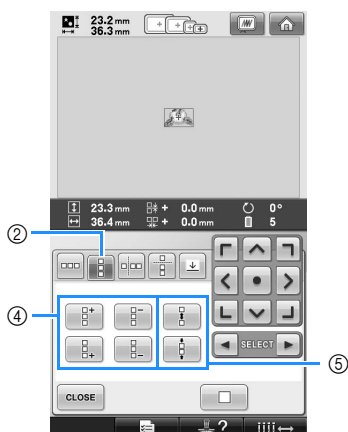 23.2 mm
36.3 mm
23.3 mm + 0.0 mm 0°
36.4 mm + 0.0 mm 5
②
④
⑤
SELECT
CLOSE
?